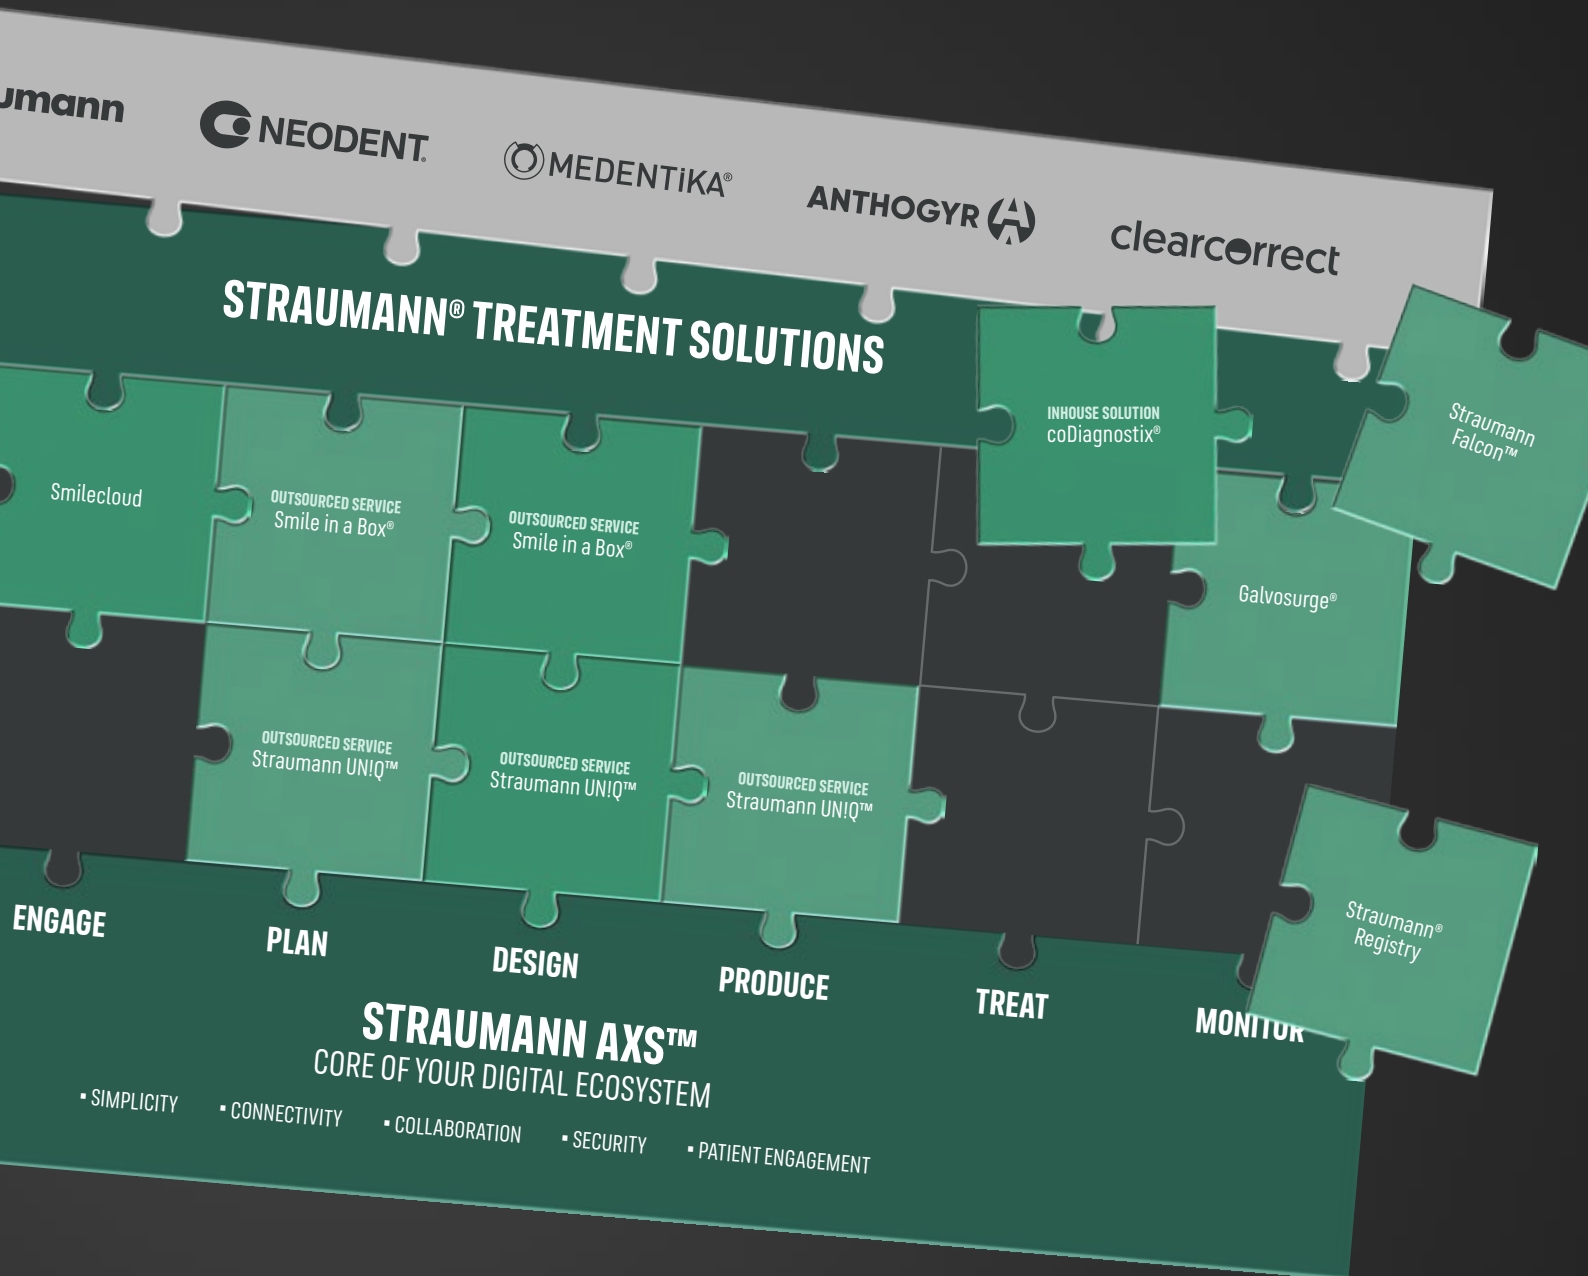 umann
NEODENT®
MEDENTiKA®
ANTHOGYR
clearcorrect
STRAUMANN® TREATMENT SOLUTIONS
INHOUSE SOLUTION
coDiagnostix®
Straumann
Falcon™
Smilecloud
OUTSOURCED SERVICE
Smile in a Box®
OUTSOURCED SERVICE
Smile in a Box®
Galvosurge®
OUTSOURCED SERVICE
Straumann UN!Q™
OUTSOURCED SERVICE
Straumann UN!Q™
OUTSOURCED SERVICE
Straumann UN!Q™
Straumann®
Registry
ENGAGE
PLAN
DESIGN
PRODUCE
TREAT
MONITOR
STRAUMANN AXS™
CORE OF YOUR DIGITAL ECOSYSTEM
▪ SIMPLICITY ▪ CONNECTIVITY ▪ COLLABORATION ▪ SECURITY ▪ PATIENT ENGAGEMENT